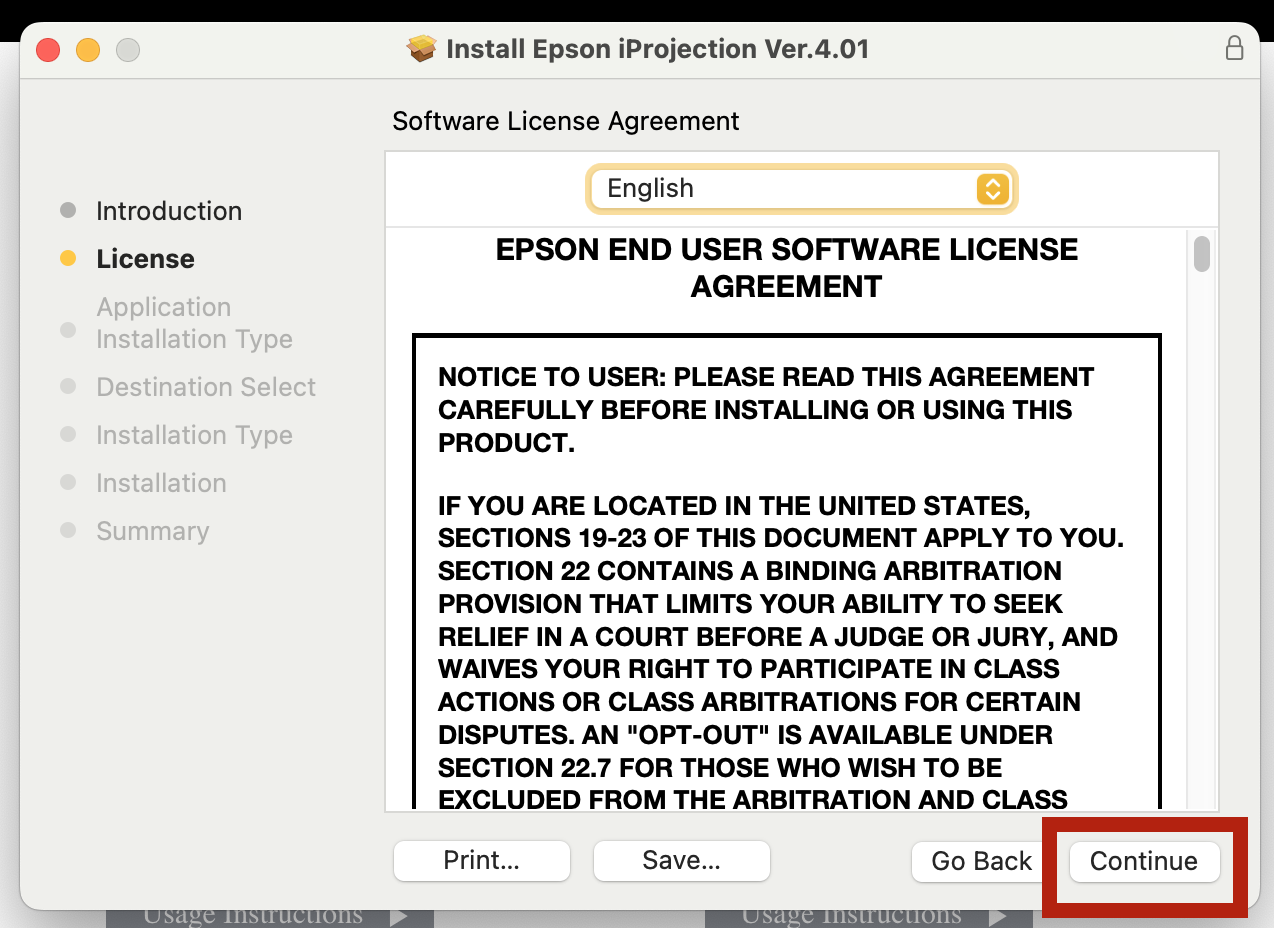 Install Epson iProjection Ver.4.01
Software License Agreement
English
Introduction
License
Application
Installation Type
Destination Select
Installation Type
Installation
Summary
EPSON END USER SOFTWARE LICENSE
AGREEMENT
NOTICE TO USER: PLEASE READ THIS AGREEMENT
CAREFULLY BEFORE INSTALLING OR USING THIS
PRODUCT.
IF YOU ARE LOCATED IN THE UNITED STATES,
SECTIONS 19-23 OF THIS DOCUMENT APPLY TO YOU.
SECTION 22 CONTAINS A BINDING ARBITRATION
PROVISION THAT LIMITS YOUR ABILITY TO SEEK
RELIEF IN A COURT BEFORE A JUDGE OR JURY, AND
WAIVES YOUR RIGHT TO PARTICIPATE IN CLASS
ACTIONS OR CLASS ARBITRATIONS FOR CERTAIN
DISPUTES. AN "OPT-OUT" IS AVAILABLE UNDER
SECTION 22.7 FOR THOSE WHO WISH TO BE
EXCLUDED FROM THE ARBITRATION AND CLASS
Print...
Save...
Go Back
Continue
Usage Instructions
Usage Instructions